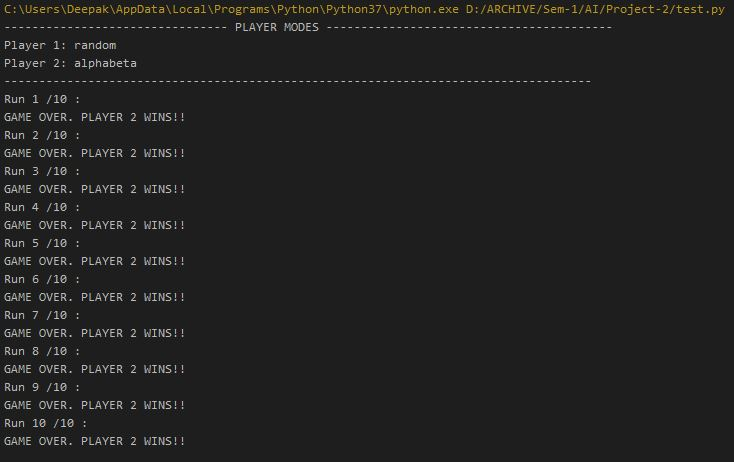 C:\Users\Deepak\AppData\Local\Programs\Python\Python37\python.exe D:/ARCHIVE/Sem-1/AI/Project-2/test.py
-------------------------------- PLAYER MODES -----------------------------------------
Player 1: random
Player 2: alphabeta
------------------------------------------------------------------------------------
Run 1 /10 :
GAME OVER. PLAYER 2 WINS!!
Run 2 /10 :
GAME OVER. PLAYER 2 WINS!!
Run 3 /10 :
GAME OVER. PLAYER 2 WINS!!
Run 4 /10 :
GAME OVER. PLAYER 2 WINS!!
Run 5 /10 :
GAME OVER. PLAYER 2 WINS!!
Run 6 /10 :
GAME OVER. PLAYER 2 WINS!!
Run 7 /10 :
GAME OVER. PLAYER 2 WINS!!
Run 8 /10 :
GAME OVER. PLAYER 2 WINS!!
Run 9 /10 :
GAME OVER. PLAYER 2 WINS!!
Run 10 /10 :
GAME OVER. PLAYER 2 WINS!!